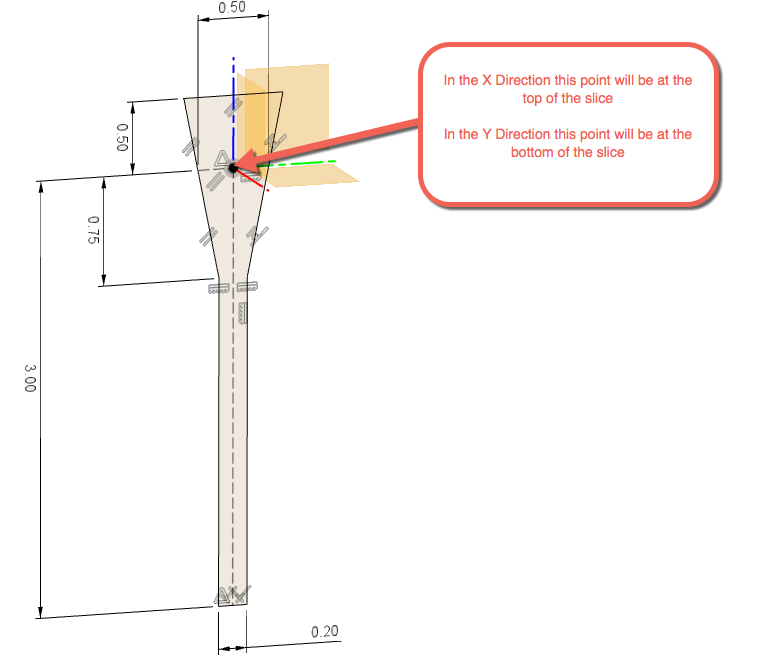 0.50
In the X Direction this point will be at the
top of the slice
0.50
In the Y Direction this point will be at the
bottom of the slice
0.75
3.00
0.20